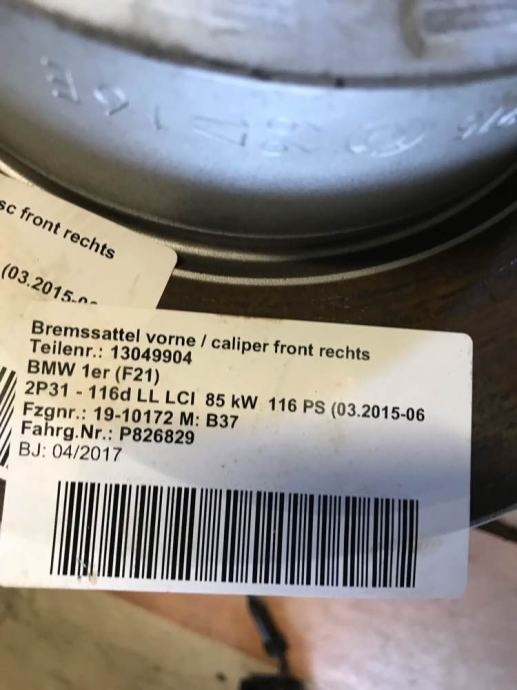 sc front rechts
(03.2015-0
Bremssattel vorne / caliper front rechts
Teilenr.: 13049904
BMW 1er (F21)
2P31 - 116d LL LCI 85 kW 116 PS (03.2015-06
Fzgnr.: 19-10172 M: B37
Fahrg.Nr.: P826829
BJ: 04/2017